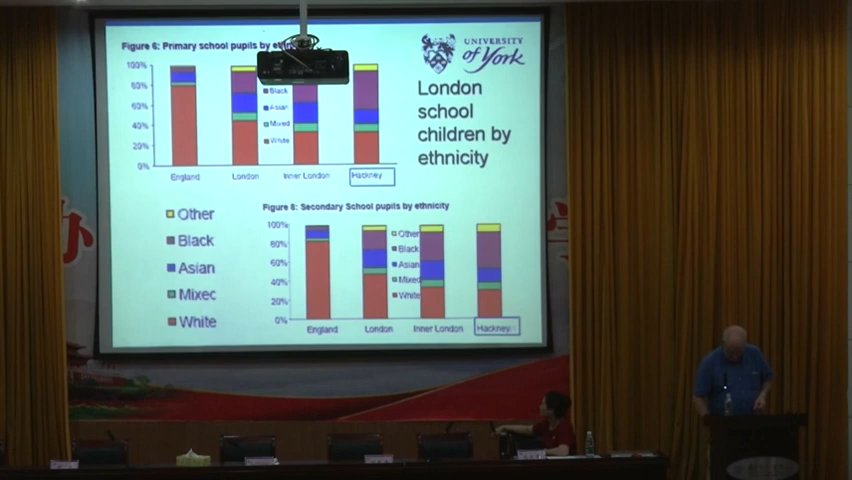 Figure 6: Primary school pupils by ethn
UNIVERSITY
of York
London
school
children by
ethnicity
100%
80%
60%
40%
20%
0%
Black
Asian
Mixed
White
England
London
Inner London
Hackney
Figure 8: Secondary School pupils by ethnicity
Other
Black
Asian
Mixec
White
100%
80%
60%
40%
20%
0%
Other
Black
Asian
Mixed
White
England
London
Inner London
Hackney